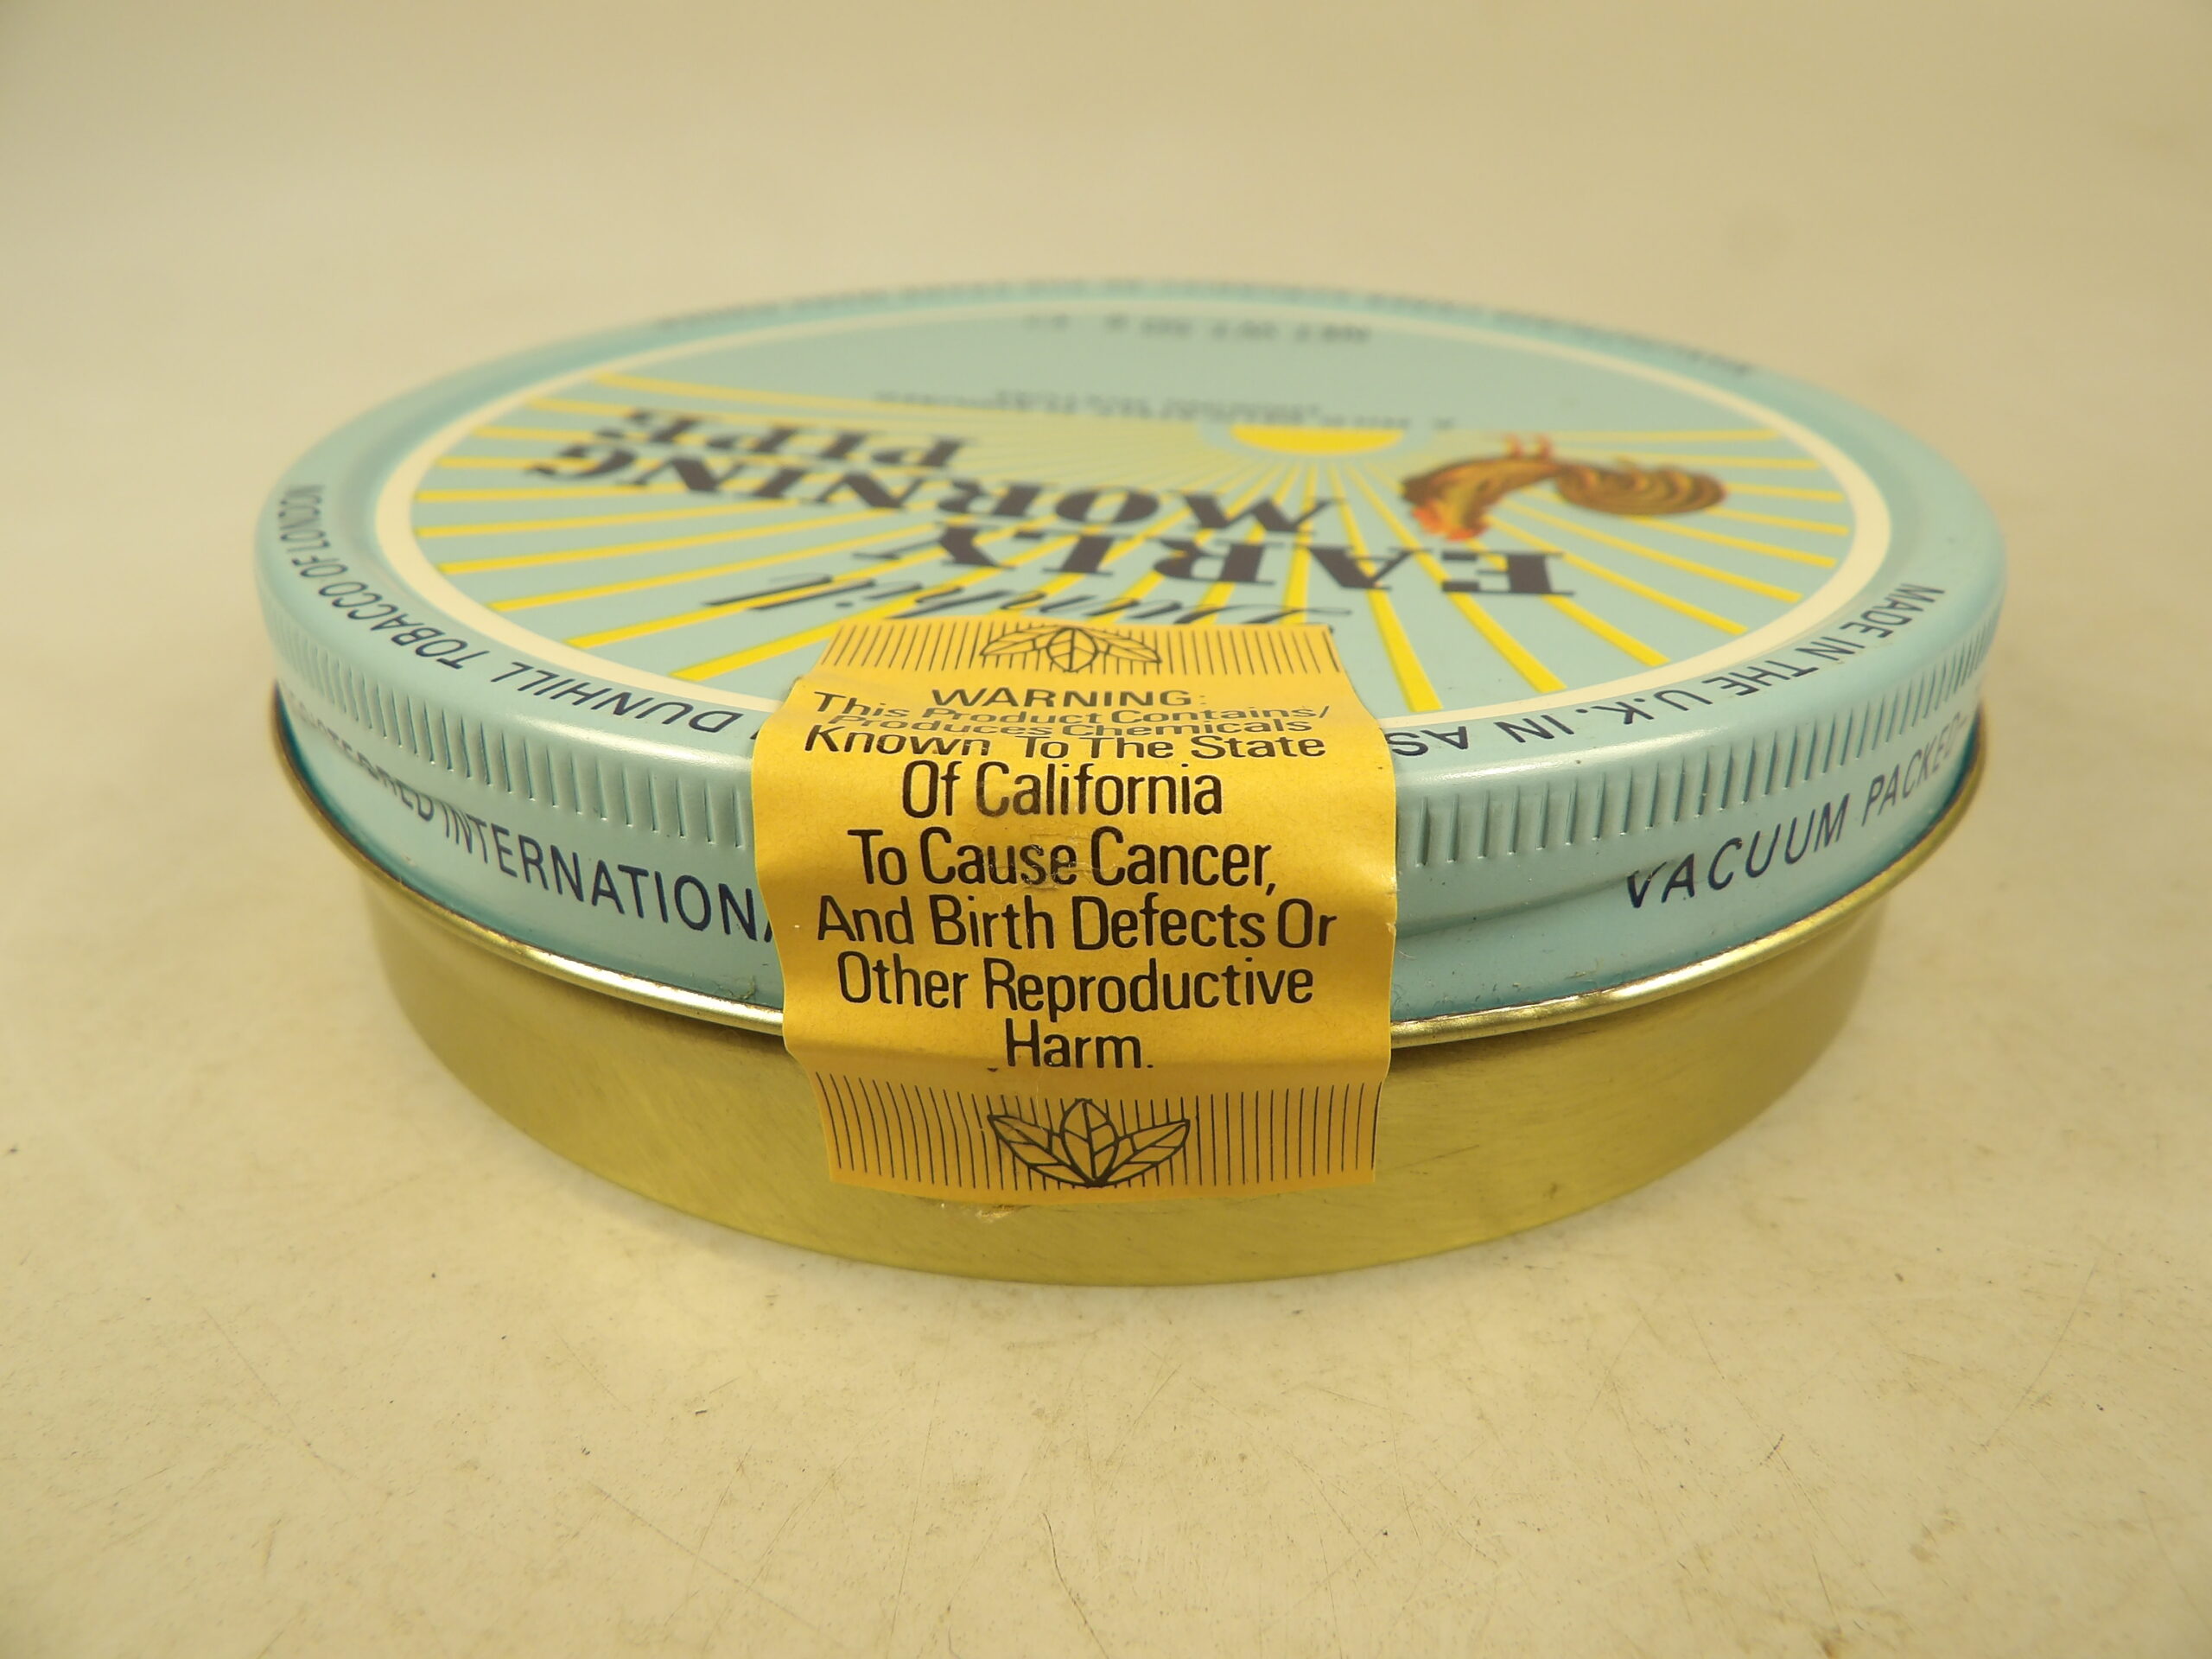 Dunhill
EARLY
MORNING
PIPE
DUNHILL TOBACCO OF LONDON
MADE IN THE U.K. IN AS
INTERNATION
VACUUM PACKED
WARNING:
This Product Contains/
Produces Chemicals
Known To The State
Of California
To Cause Cancer,
And Birth Defects Or
Other Reproductive
Harm.